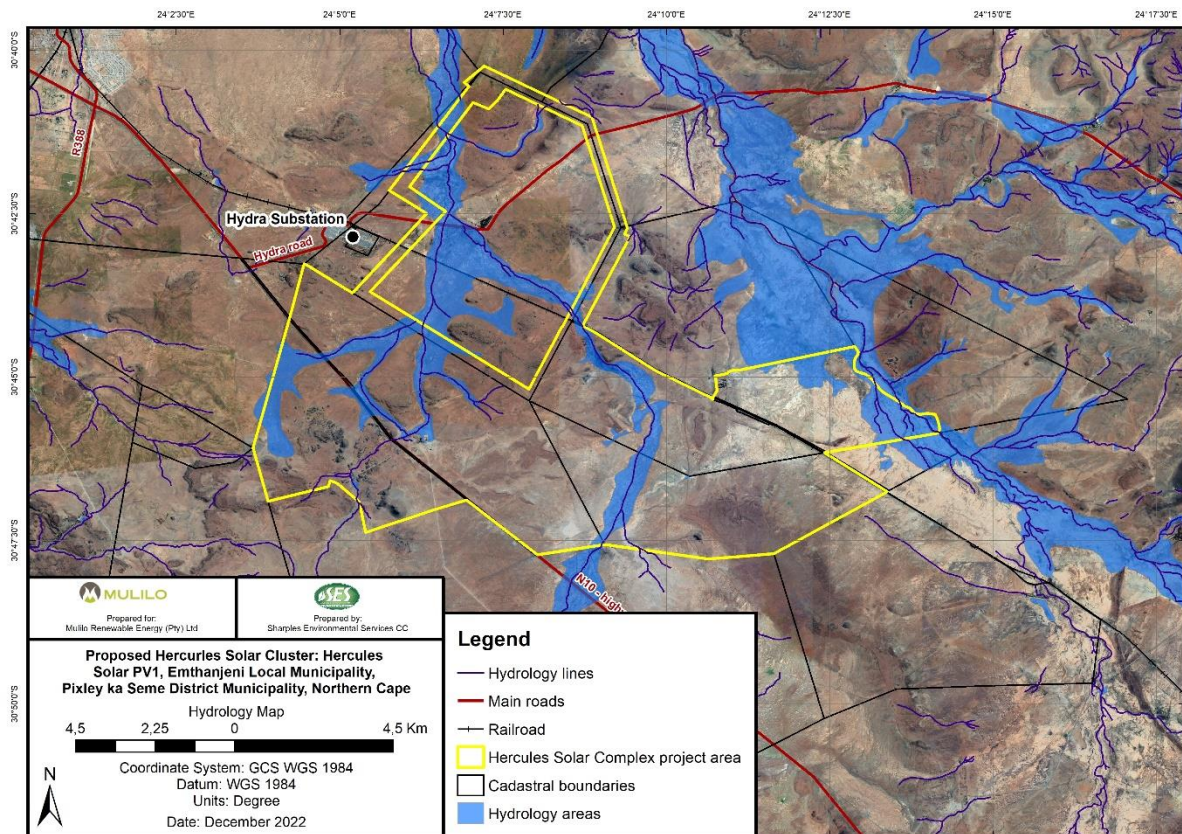 24°2'30"E 24°5'0"E 24°7'30"E 24°10'0"E 24°12'30"E 24°15'0"E 24°17'30"E
30°40'0"S
30°42'30"S
30°45'0"S
30°47'30"S
30°50'0"S
R388
Hydra Substation
Hydra road
N10 - high
MULILO
Prepared for:
Mulilo Renewable Energy (Pty) Ltd
SES
Prepared by:
Sharples Environmental Services CC
Proposed Hercurles Solar Cluster: Hercules
Solar PV1, Emthanjeni Local Municipality,
Pixley ka Seme District Municipality, Northern Cape
Hydrology Map
4,5 2,25 0 4,5 Km
Coordinate System: GCS WGS 1984
Datum: WGS 1984
Units: Degree
Date: December 2022
N
Legend
Hydrology lines
Main roads
Railroad
Hercules Solar Complex project area
Cadastral boundaries
Hydrology areas